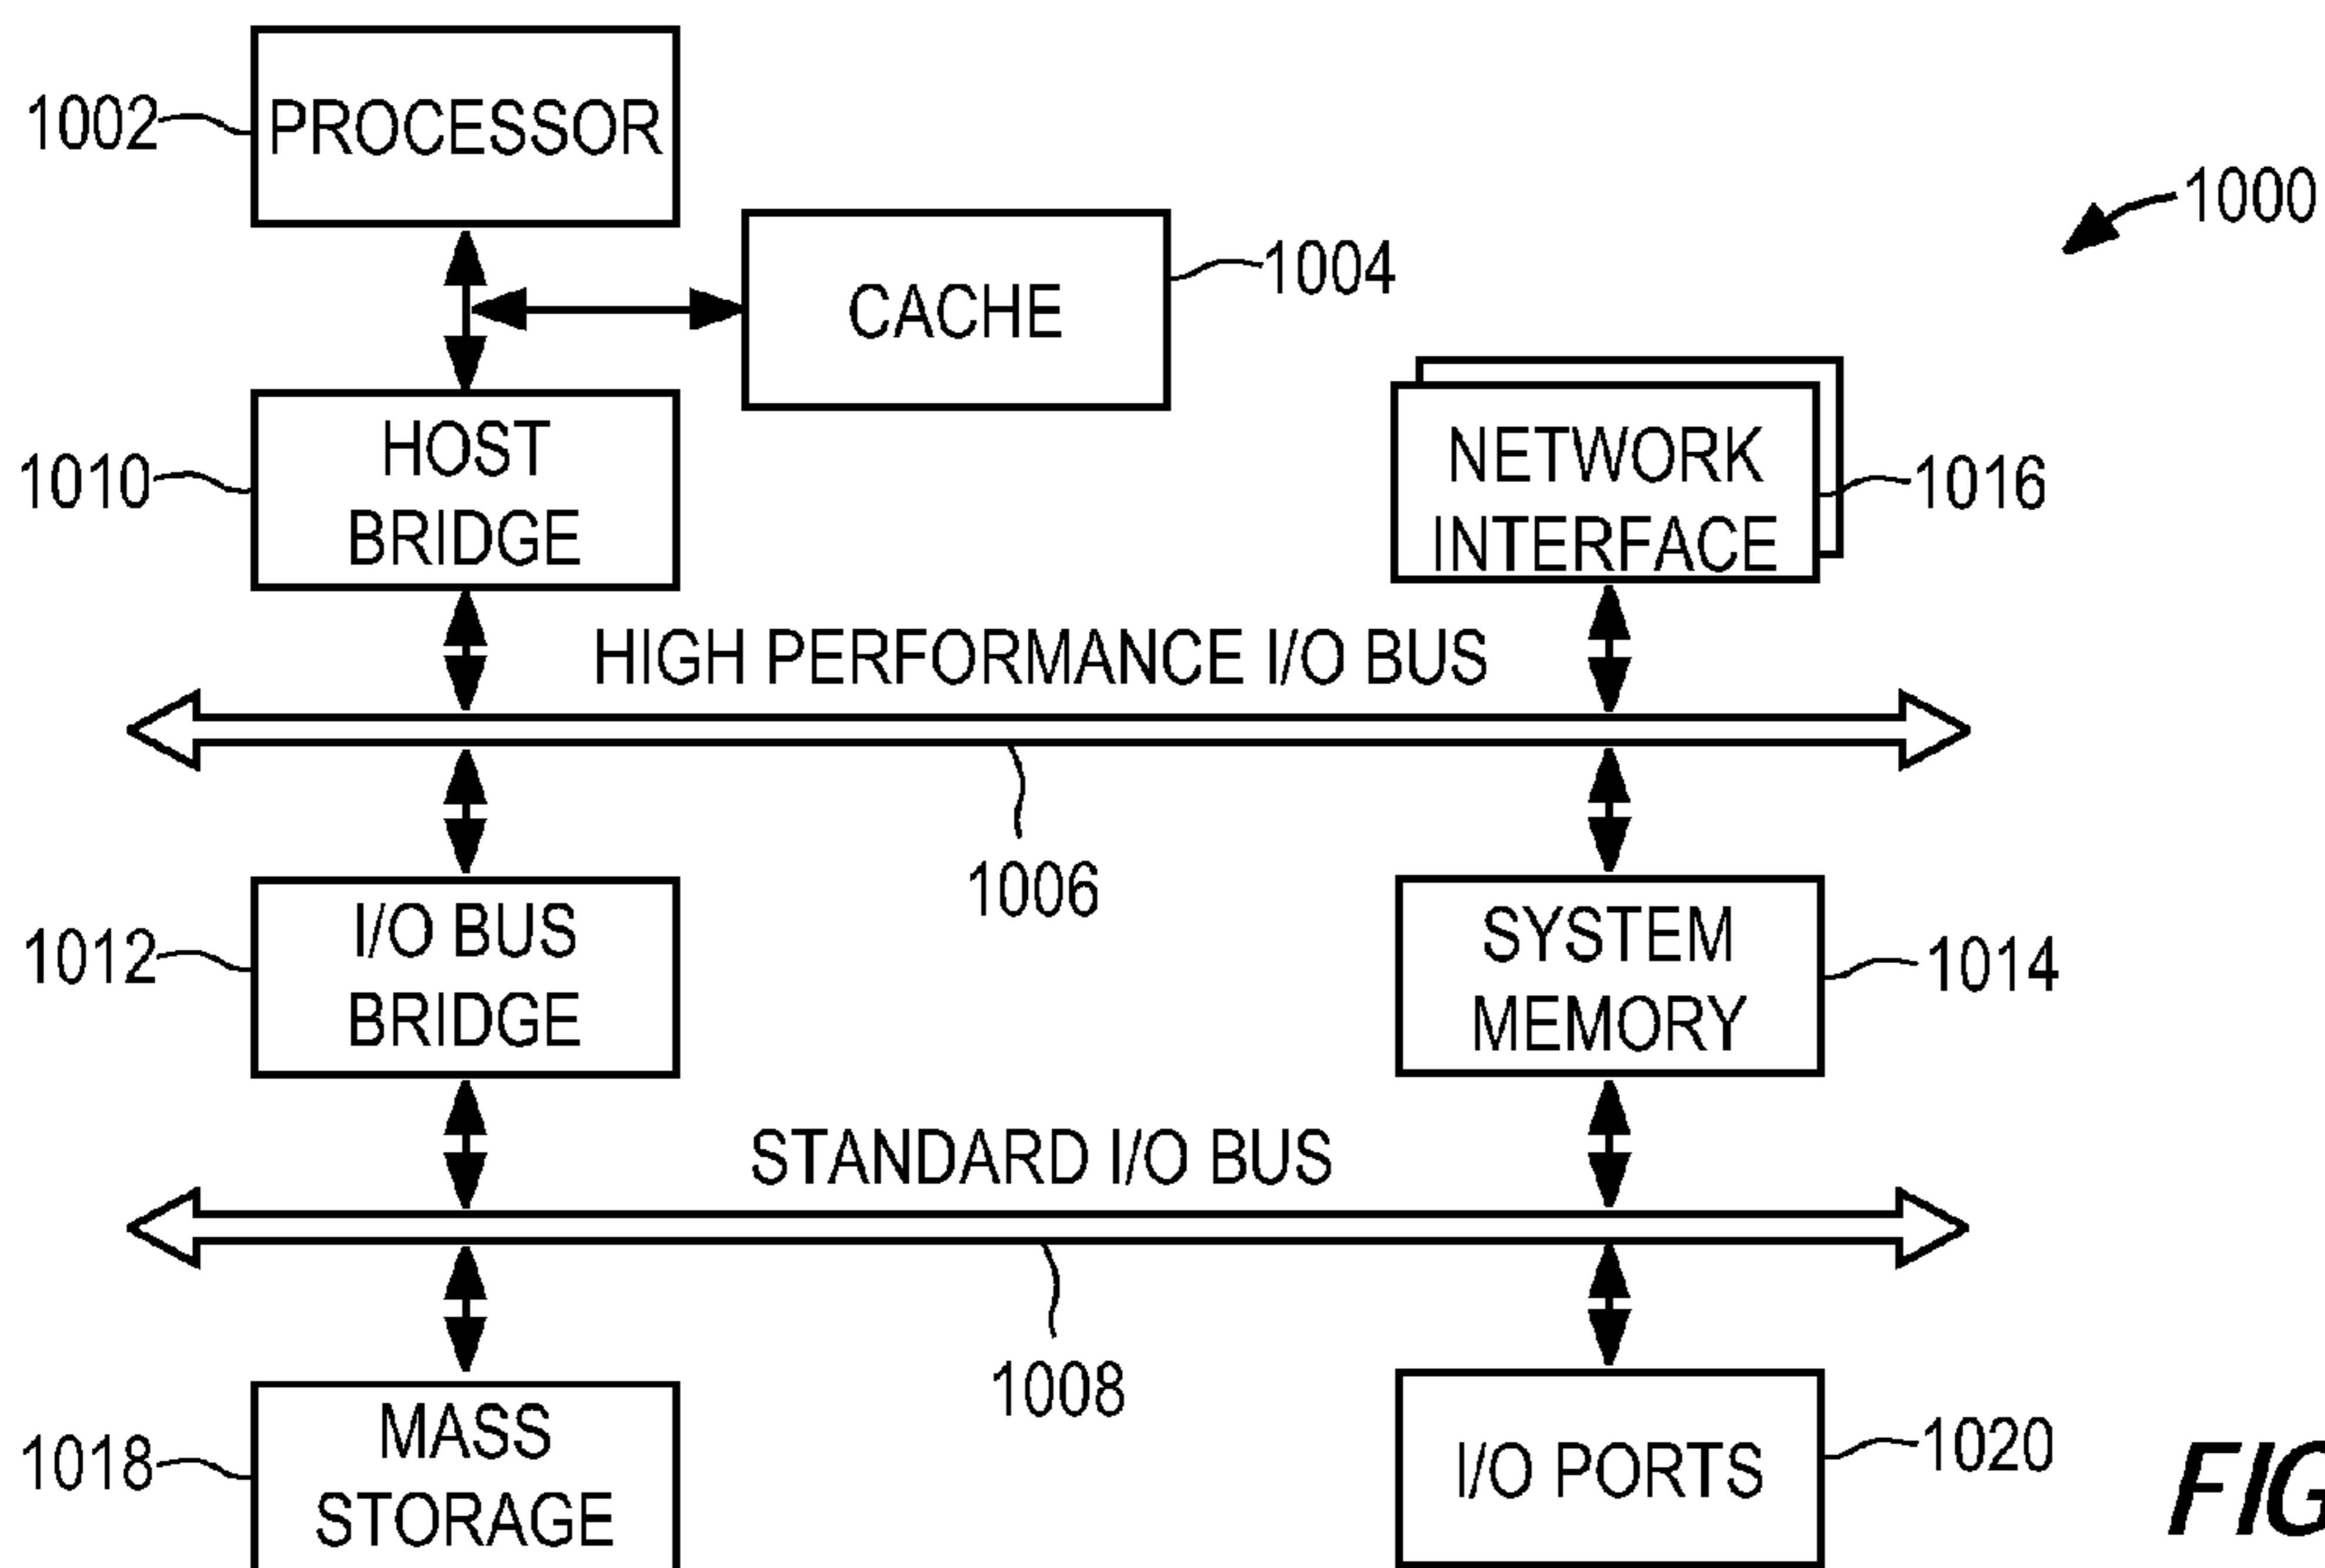 1002
PROCESSOR
1000
CACHE
1004
HOST
BRIDGE
1010
NETWORK
INTERFACE
1016
HIGH PERFORMANCE I/O BUS
1006
I/O BUS
BRIDGE
1012
SYSTEM
MEMORY
1014
STANDARD I/O BUS
1008
MASS
STORAGE
1018
I/O PORTS
1020
FIG